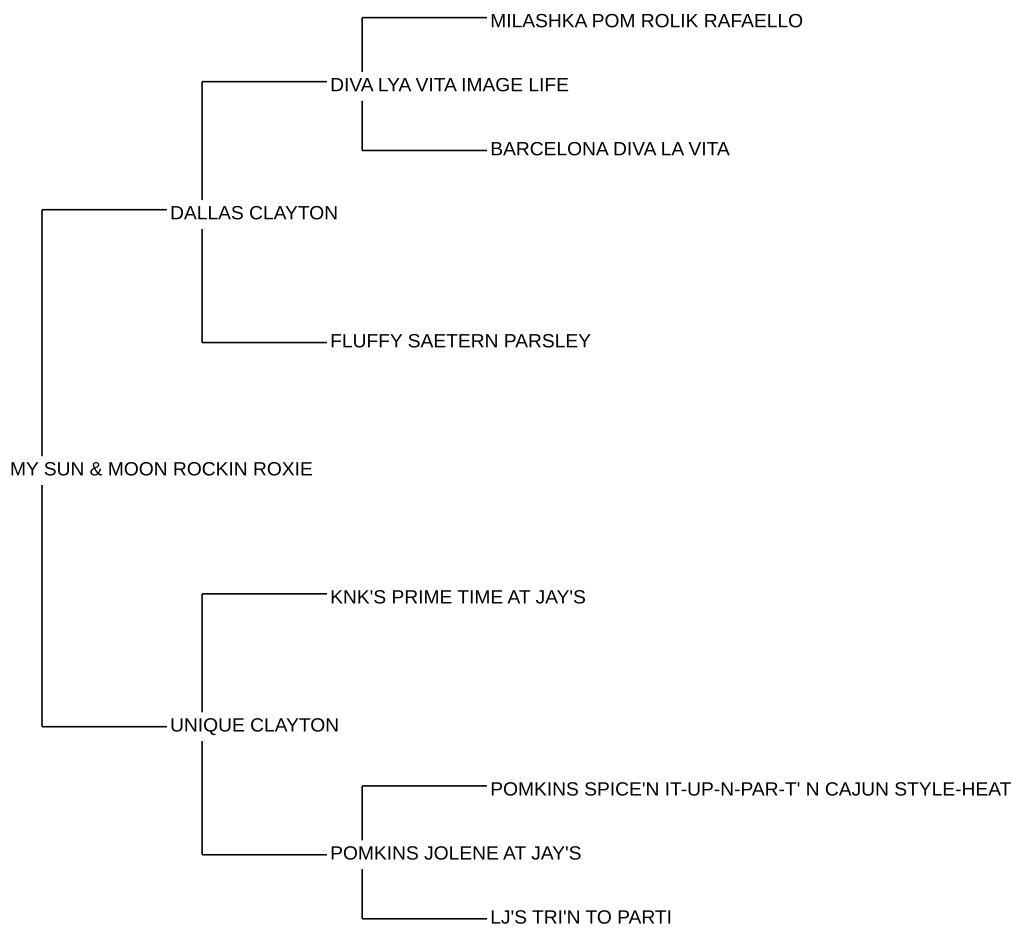 MILASHKA POM ROLIK RAFAELLO
DIVA LYA VITA IMAGE LIFE
BARCELONA DIVA LA VITA
DALLAS CLAYTON
FLUFFY SAETERN PARSLEY
MY SUN & MOON ROCKIN ROXIE
KNK'S PRIME TIME AT JAY'S
UNIQUE CLAYTON
POMKINS SPICE'N IT-UP-N-PAR-T' N CAJUN STYLE-HEAT
POMKINS JOLENE AT JAY'S
LJ'S TRI'N TO PARTI